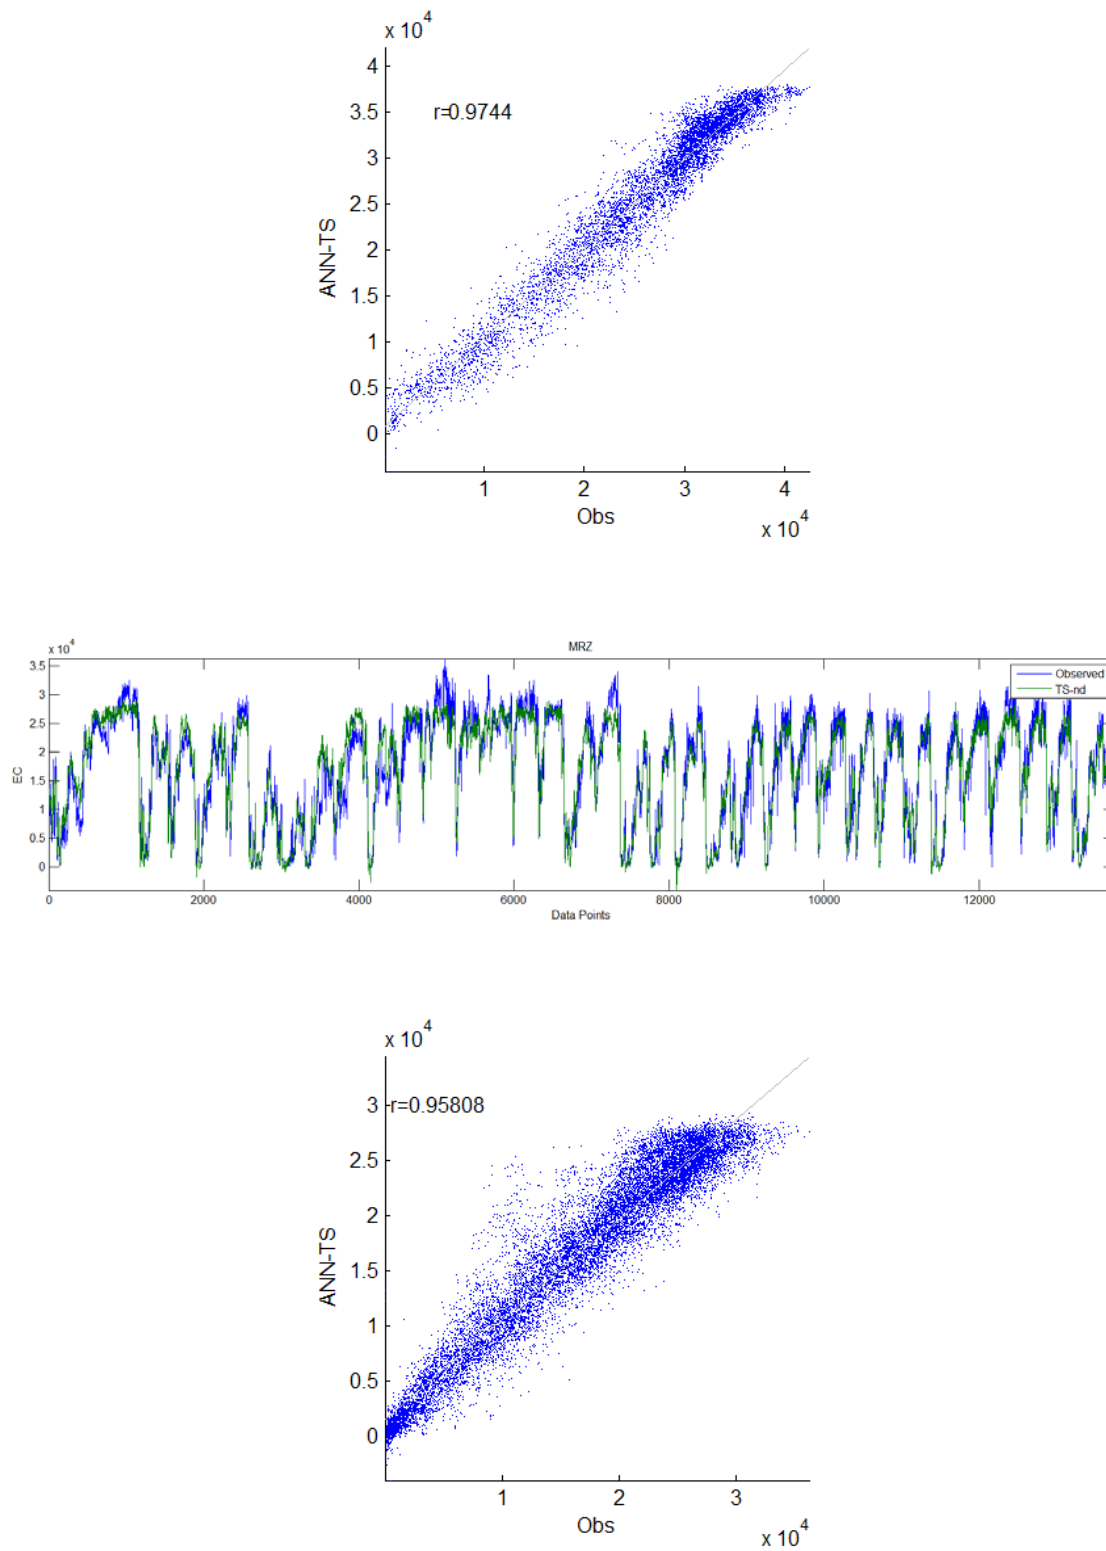 x 10^4
4
r=0.9744
3.5
3
2.5
2
1.5
1
0.5
0
ANN-TS
1 2 3 4
Obs
x 10^4
MRZ
x 10^4
3.5
3
2.5
2
1.5
1
0.5
0
EC
Observed
TS-nd
0 2000 4000 6000 8000 10000 12000
Data Points
x 10^4
3
r=0.95808
2.5
2
1.5
1
0.5
0
ANN-TS
1 2 3
Obs
x 10^4